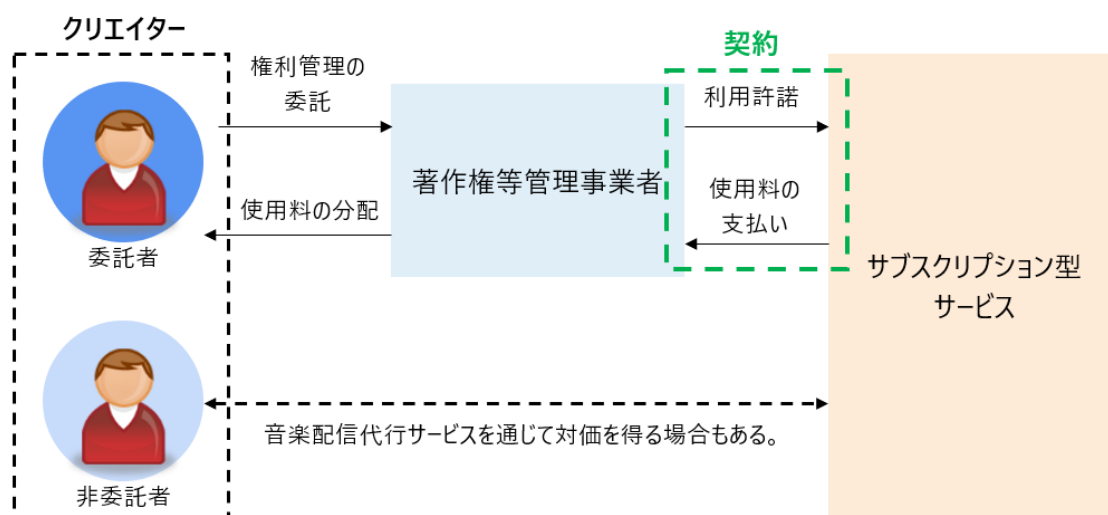 クリエイター
契約
権利管理の
委託
利用許諾
著作権等管理事業者
使用料の分配
使用料の
支払い
委託者
サブスクリプション型
サービス
音楽配信代行サービスを通じて対価を得る場合もある。
非委託者